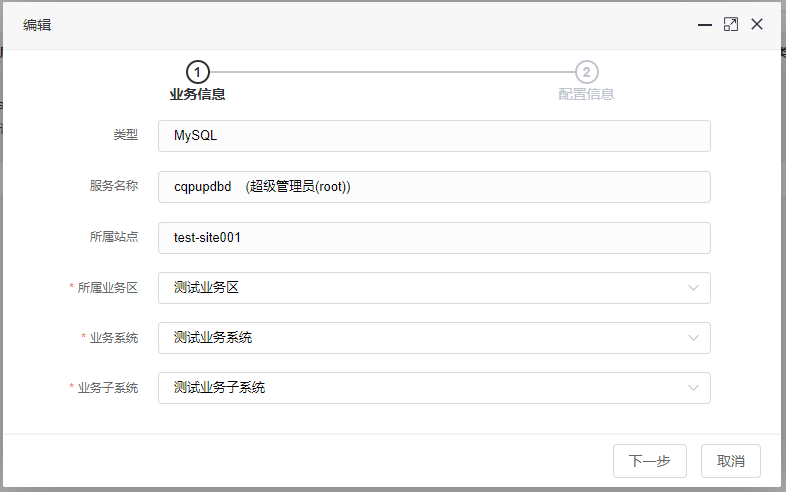 编辑
1
2
业务信息
配置信息
类型
MySQL
服务名称
cqpupdbd (超级管理员(root))
所属站点
test-site001
* 所属业务区
测试业务区
* 业务系统
测试业务系统
* 业务子系统
测试业务子系统
下一步
取消